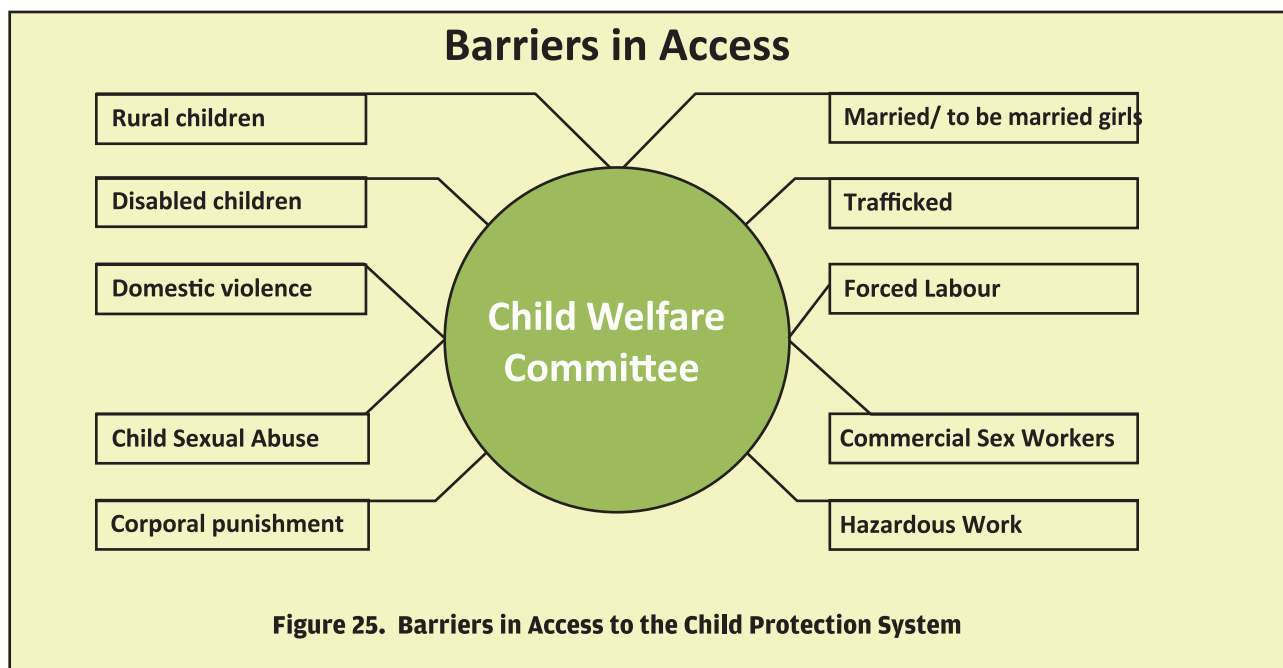 Barriers in Access
Rural children
Disabled children
Domestic violence
Child Sexual Abuse
Corporal punishment
Child Welfare
Committee
Married/ to be married girls
Trafficked
Forced Labour
Commercial Sex Workers
Hazardous Work
Figure 25. Barriers in Access to the Child Protection System